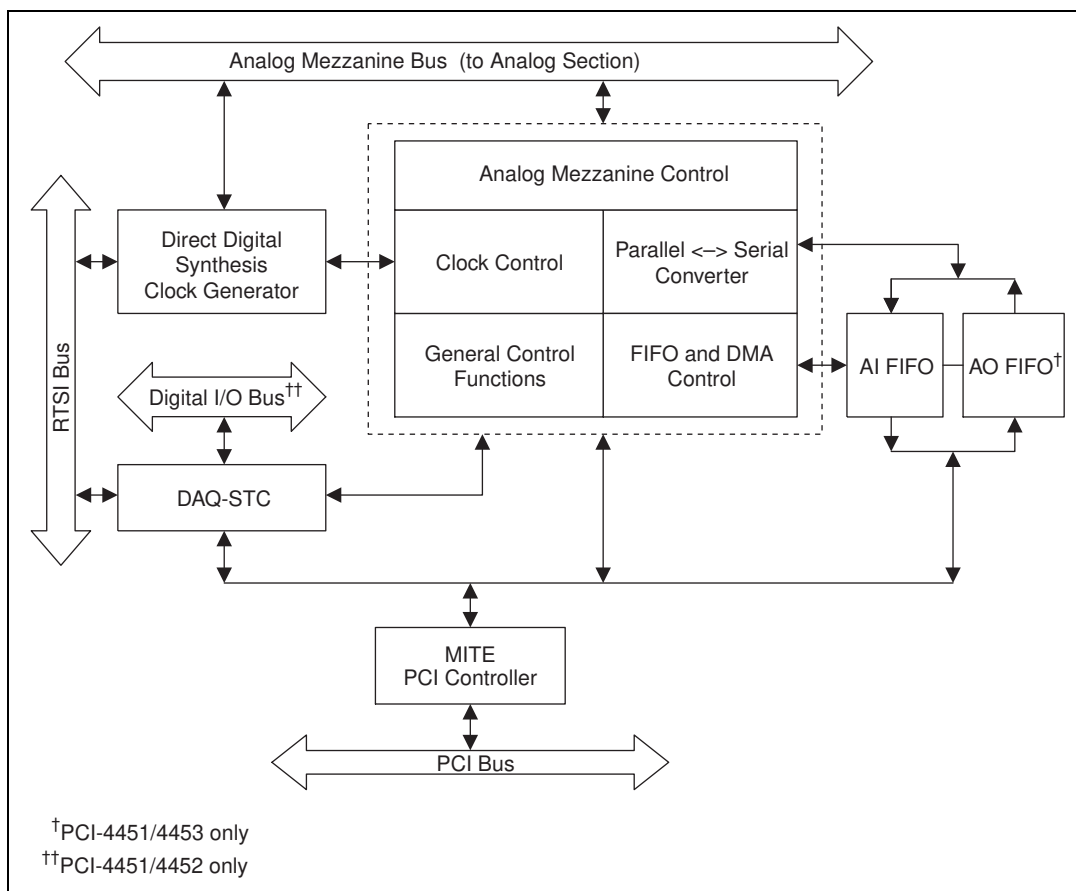 Analog Mezzanine Bus (to Analog Section)
Analog Mezzanine Control
Direct Digital
Synthesis
Clock Generator
Clock Control
Parallel <–> Serial
Converter
RTSI Bus
General Control
Functions
FIFO and DMA
Control
AI FIFO
AO FIFO†
Digital I/O Bus††
DAQ-STC
MITE
PCI Controller
PCI Bus
†PCI-4451/4453 only
††PCI-4451/4452 only